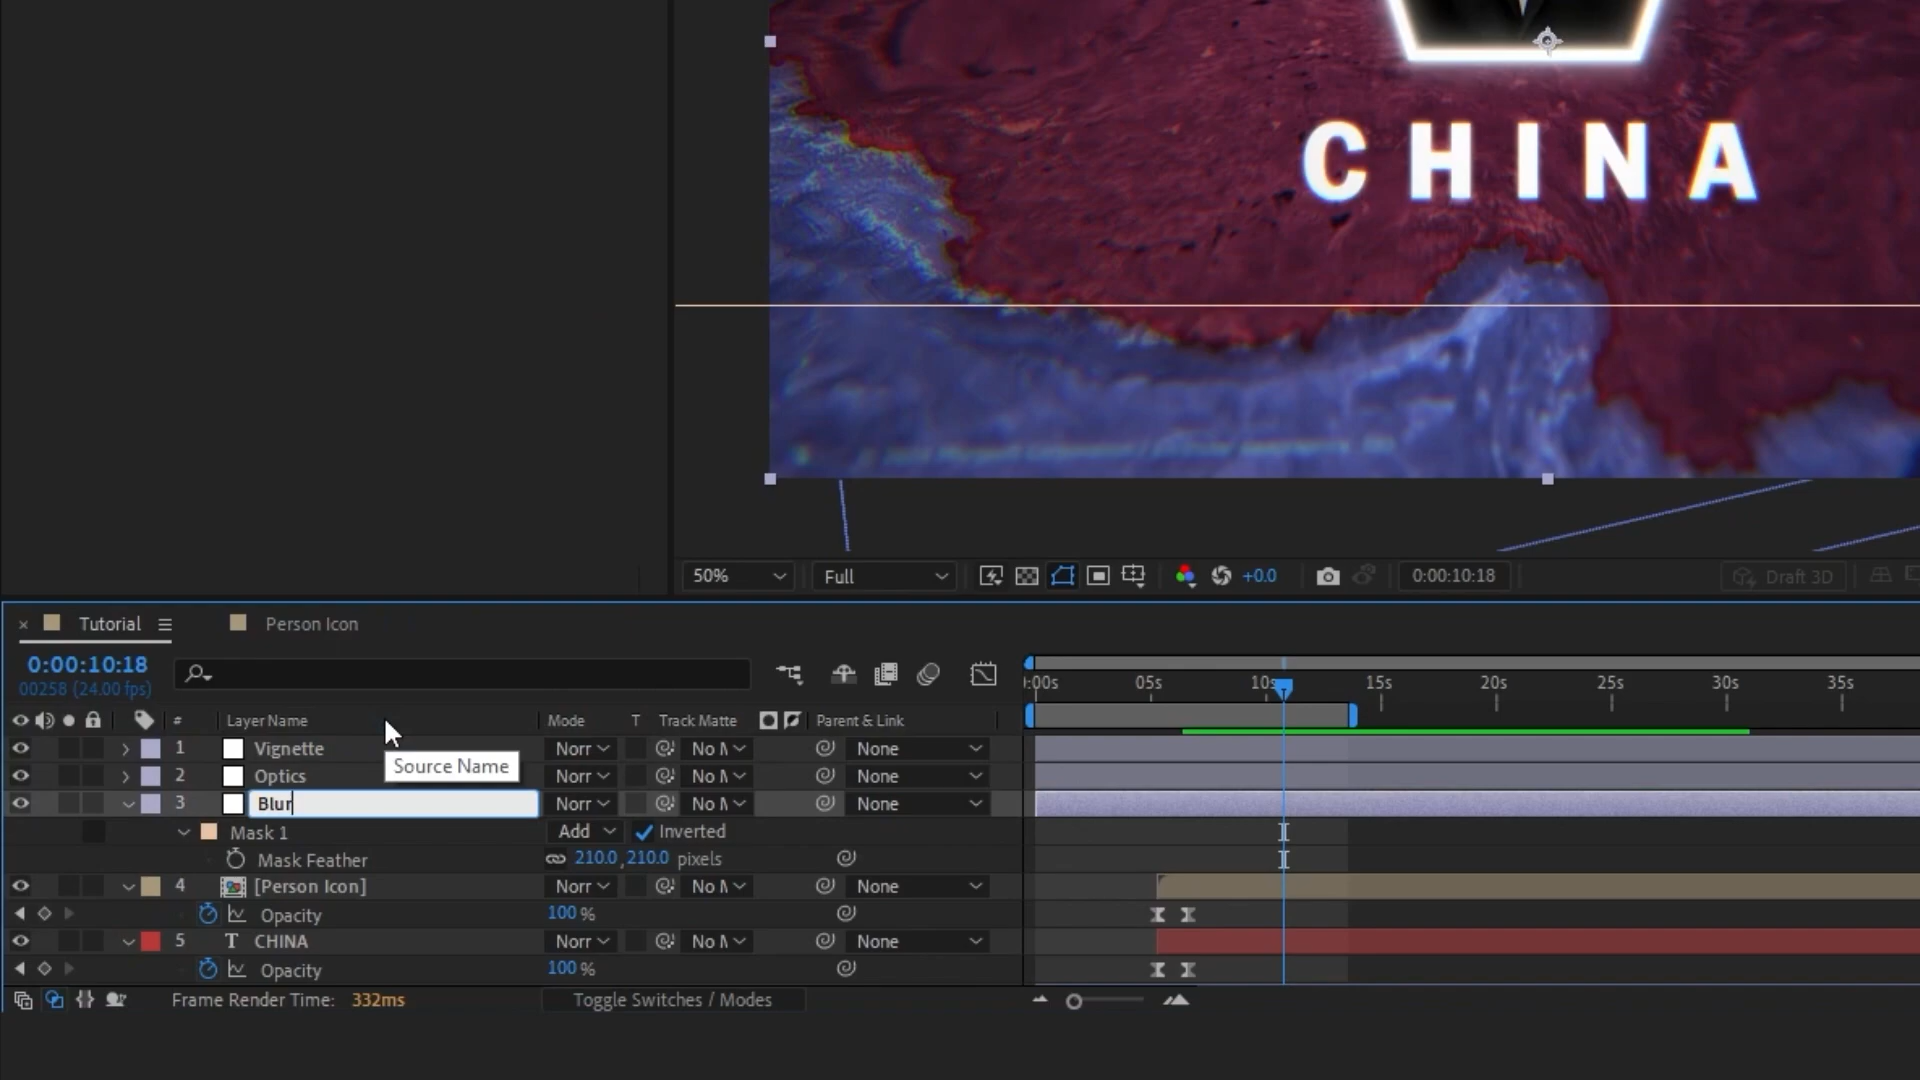 CHINA
50%
Full
+0.0
0:00:10:18
Draft 3D
× Tutorial
Person Icon
0:00:10:18
00258 (24.00 fps)
:00s 05s 10s 15s 20s 25s 30s 35s
# Layer Name Mode T Track Matte Parent & Link
1 Vignette Norr No M None
Source Name
2 Optics Norr No M None
3 Blur Norr No M None
Mask 1 Add Inverted
Mask Feather 210.0,210.0 pixels
4 [Person Icon] Norr No M None
Opacity 100 %
5 T CHINA Norr No M None
Opacity 100 %
Frame Render Time: 332ms Toggle Switches / Modes